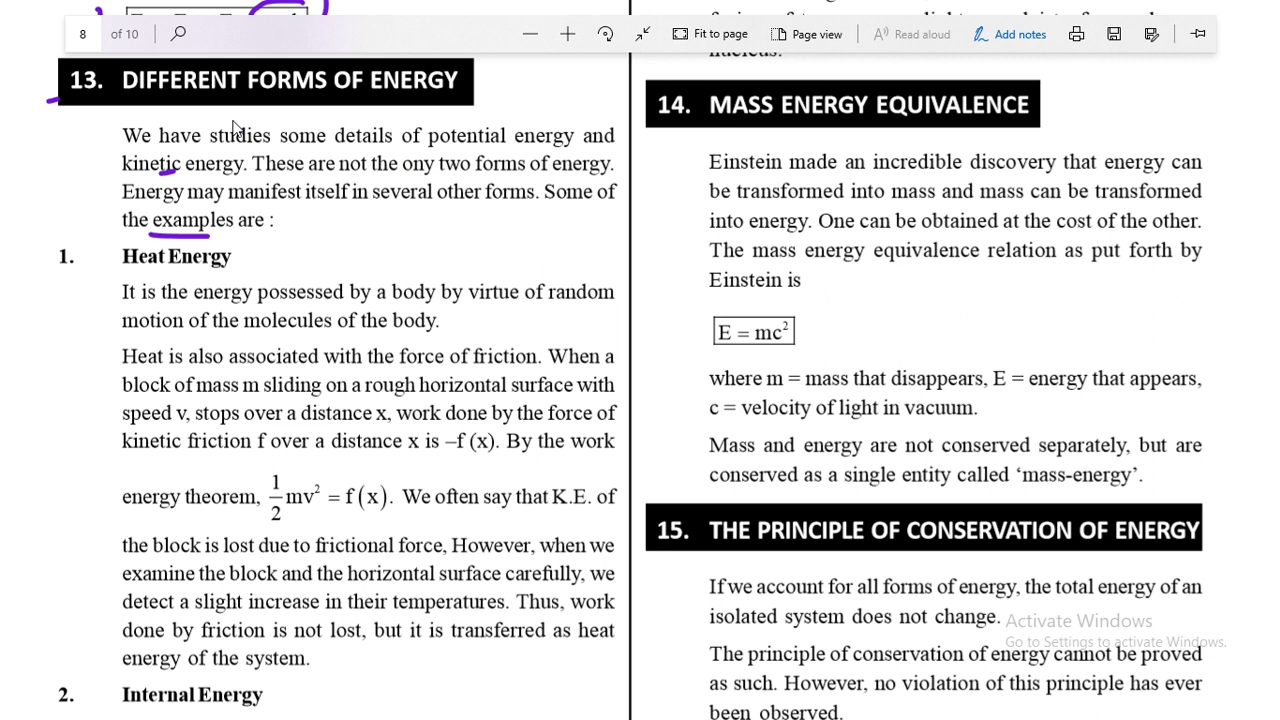 8 of 10
Fit to page
Page view
Read aloud
Add notes
13. DIFFERENT FORMS OF ENERGY
We have studies some details of potential energy and
kinetic energy. These are not the ony two forms of energy.
Energy may manifest itself in several other forms. Some of
the examples are :
1. Heat Energy
It is the energy possessed by a body by virtue of random
motion of the molecules of the body.
Heat is also associated with the force of friction. When a
block of mass m sliding on a rough horizontal surface with
speed v, stops over a distance x, work done by the force of
kinetic friction f over a distance x is –f (x). By the work
energy theorem, 1/2 mv² = f(x). We often say that K.E. of
the block is lost due to frictional force, However, when we
examine the block and the horizontal surface carefully, we
detect a slight increase in their temperatures. Thus, work
done by friction is not lost, but it is transferred as heat
energy of the system.
2. Internal Energy
nucleus.
14. MASS ENERGY EQUIVALENCE
Einstein made an incredible discovery that energy can
be transformed into mass and mass can be transformed
into energy. One can be obtained at the cost of the other.
The mass energy equivalence relation as put forth by
Einstein is
E = mc²
where m = mass that disappears, E = energy that appears,
c = velocity of light in vacuum.
Mass and energy are not conserved separately, but are
conserved as a single entity called ‘mass-energy’.
15. THE PRINCIPLE OF CONSERVATION OF ENERGY
If we account for all forms of energy, the total energy of an
isolated system does not change.
Activate Windows
Go to Settings to activate Windows.
The principle of conservation of energy cannot be proved
as such. However, no violation of this principle has ever
been observed.